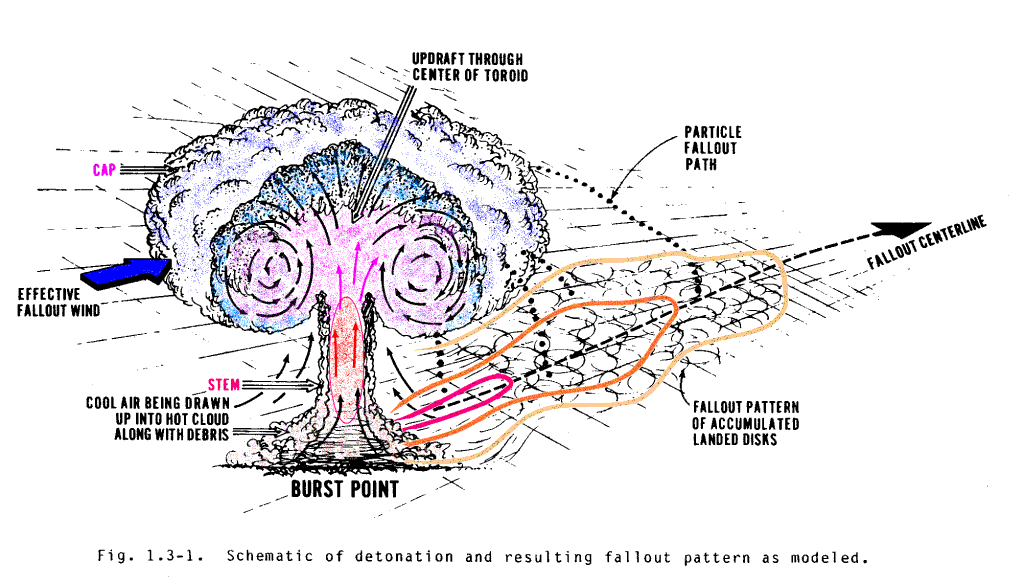 UPDRAFT THROUGH
CENTER OF TOROID
PARTICLE
FALLOUT
PATH
CAP
FALLOUT CENTERLINE
EFFECTIVE
FALLOUT WIND
STEM
COOL AIR BEING DRAWN
UP INTO HOT CLOUD
ALONG WITH DEBRIS
FALLOUT PATTERN
OF ACCUMULATED
LANDED DISKS
BURST POINT
Fig. 1.3-1. Schematic of detonation and resulting fallout pattern as modeled.